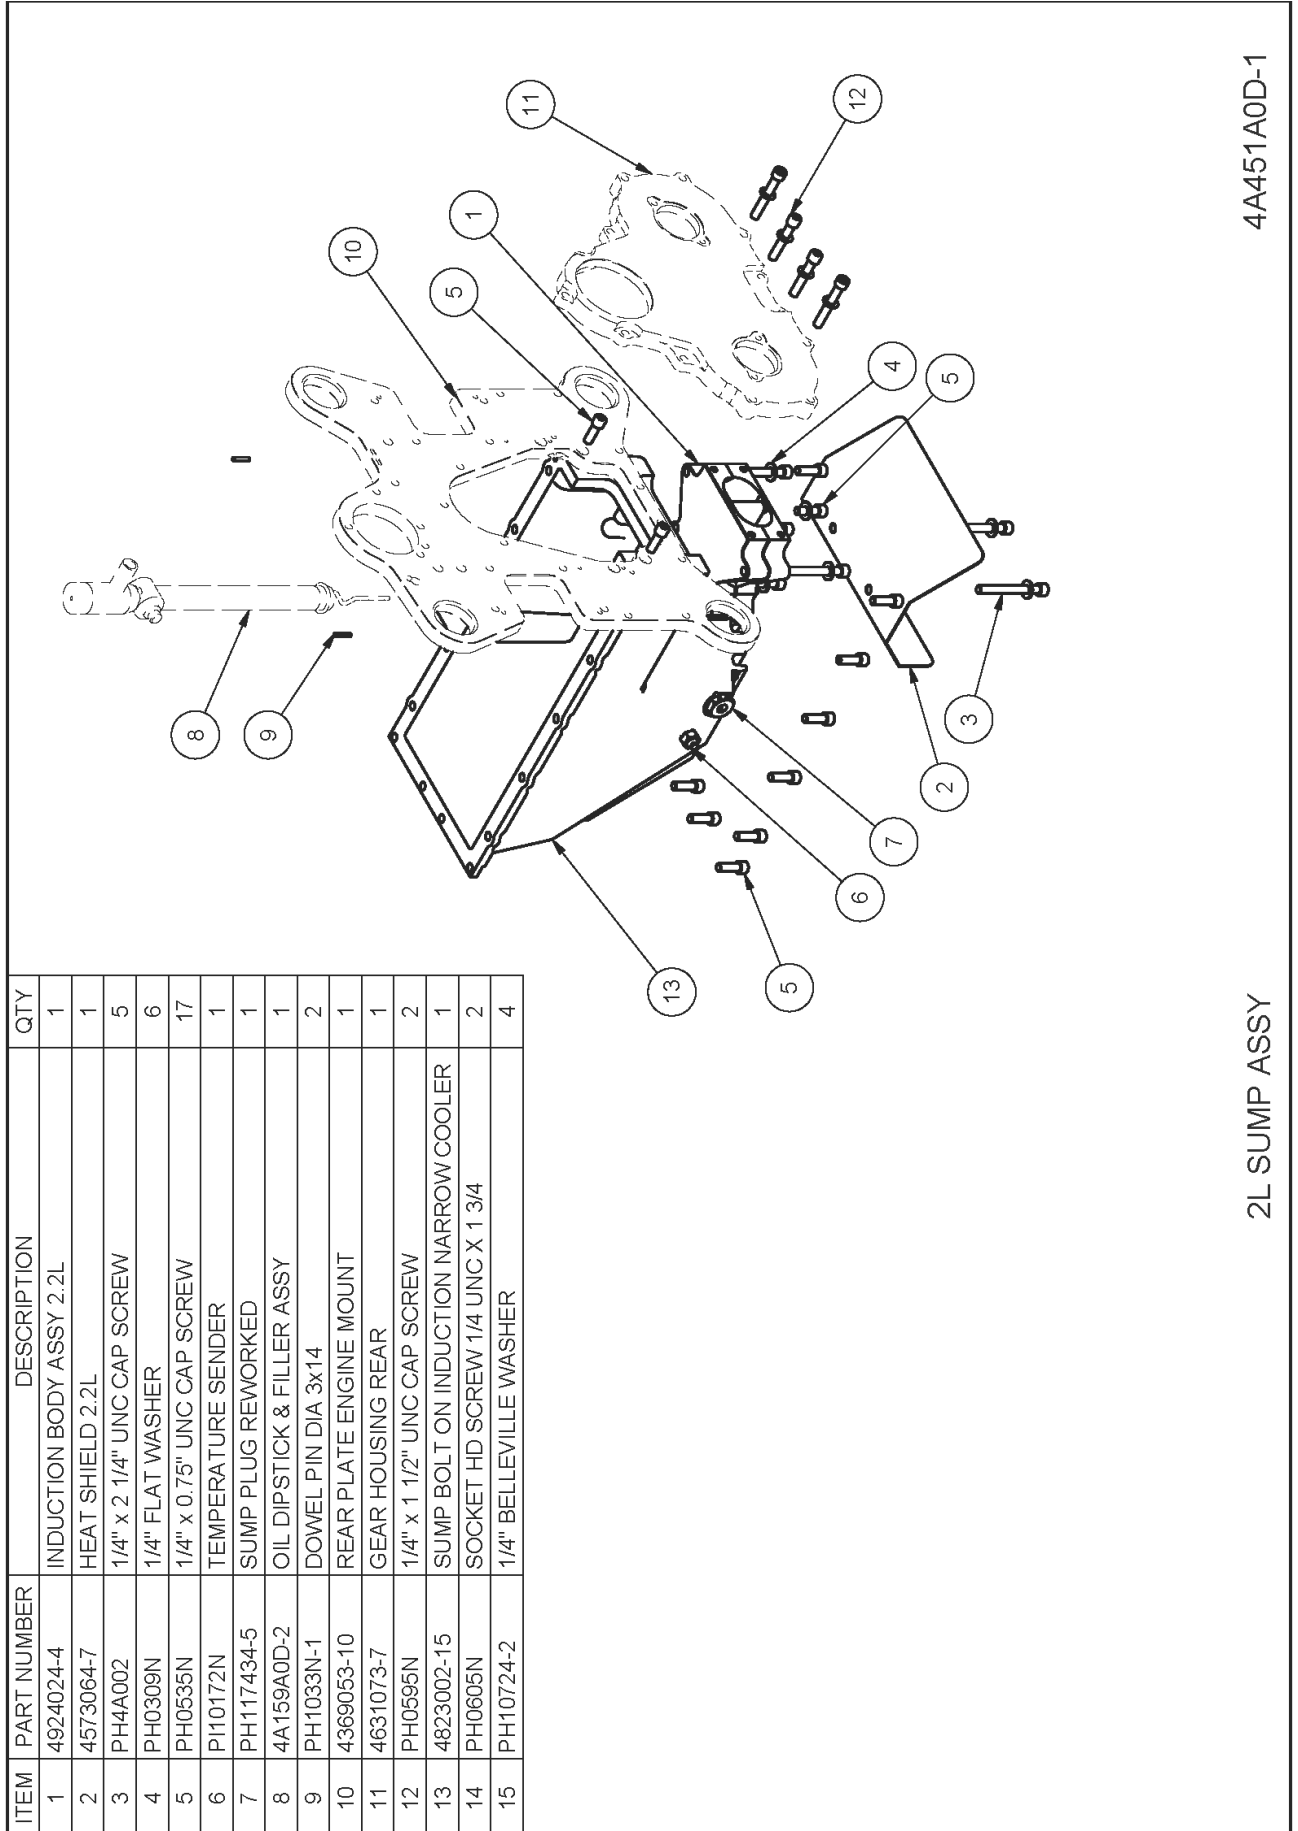 ITEM PART NUMBER DESCRIPTION QTY
1 4924024-4 INDUCTION BODY ASSY 2.2L 1
2 4573064-7 HEAT SHIELD 2.2L 1
3 PH4A002 1/4" x 2 1/4" UNC CAP SCREW 5
4 PH0309N 1/4" FLAT WASHER 6
5 PH0535N 1/4" x 0.75" UNC CAP SCREW 17
6 PI10172N TEMPERATURE SENDER 1
7 PH117434-5 SUMP PLUG REWORKED 1
8 4A159A0D-2 OIL DIPSTICK & FILLER ASSY 1
9 PH1033N-1 DOWEL PIN DIA 3x14 2
10 4369053-10 REAR PLATE ENGINE MOUNT 1
11 4631073-7 GEAR HOUSING REAR 1
12 PH0595N 1/4" x 1 1/2" UNC CAP SCREW 2
13 4823002-15 SUMP BOLT ON INDUCTION NARROW COOLER 1
14 PH0605N SOCKET HD SCREW 1/4 UNC X 1 3/4 2
15 PH10724-2 1/4" BELLEVILLE WASHER 4
8
9
10
5
1
11
12
4
5
3
2
7
6
5
13
2L SUMP ASSY
4A451A0D-1